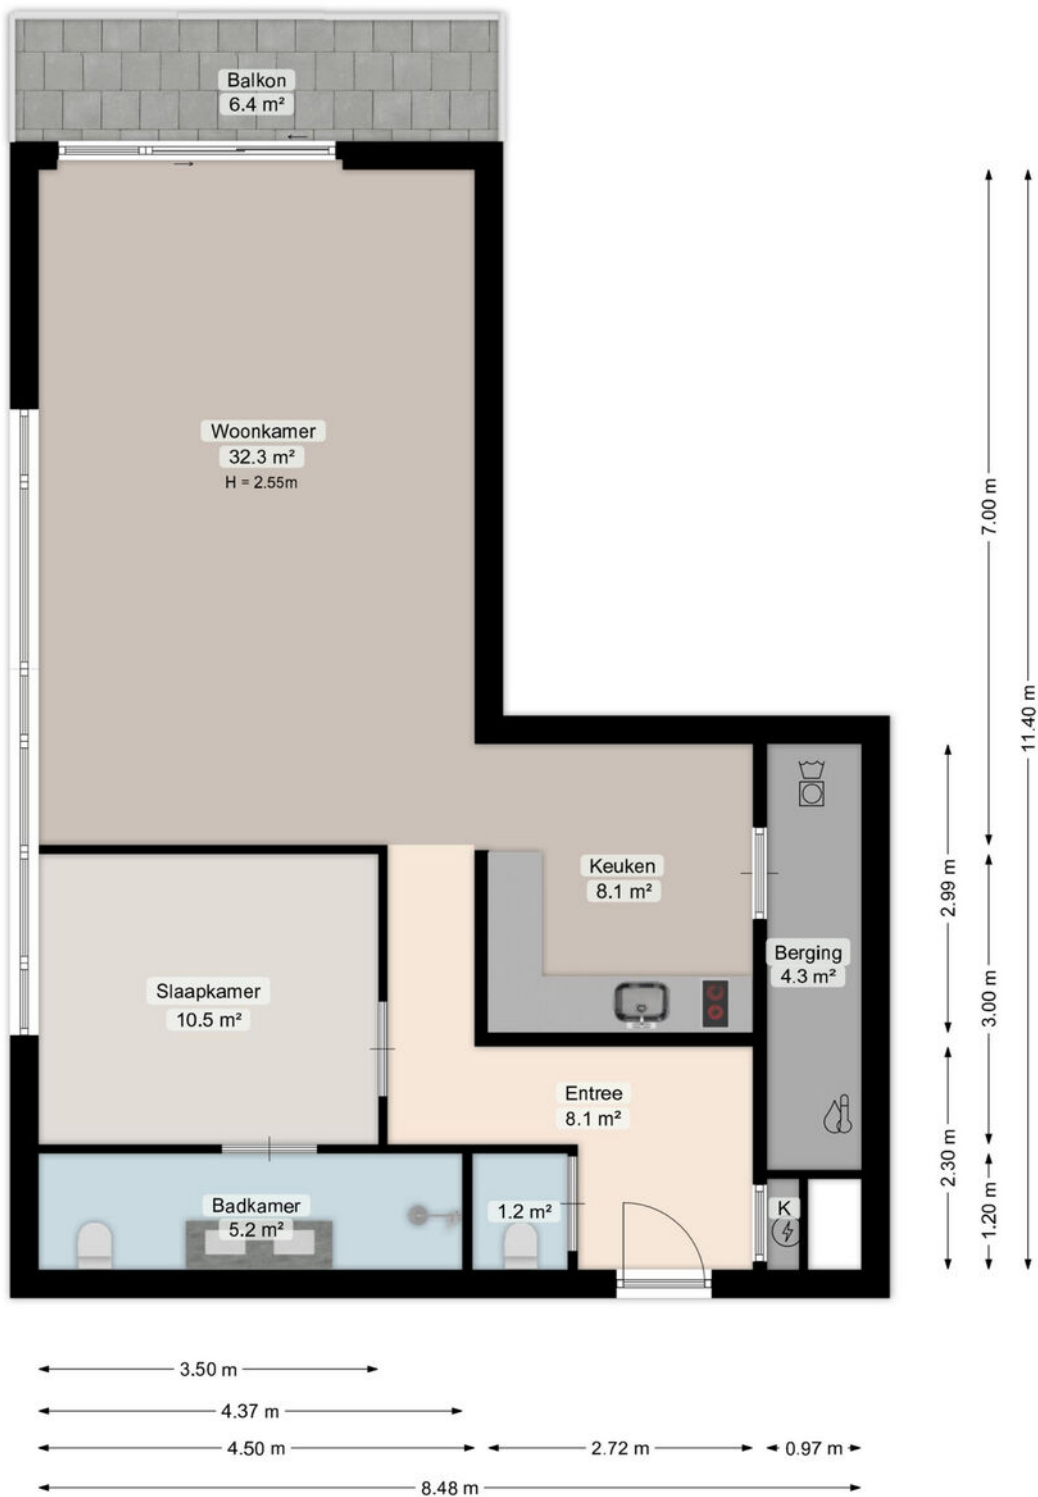 Balkon
6.4 m²
Woonkamer
32.3 m²
H = 2.55m
7.00 m
11.40 m
Keuken
8.1 m²
2.99 m
Berging
4.3 m²
Slaapkamer
10.5 m²
3.00 m
Entree
8.1 m²
2.30 m
Badkamer
5.2 m²
1.2 m²
K
1.20 m
3.50 m
4.37 m
4.50 m
2.72 m
0.97 m
8.48 m